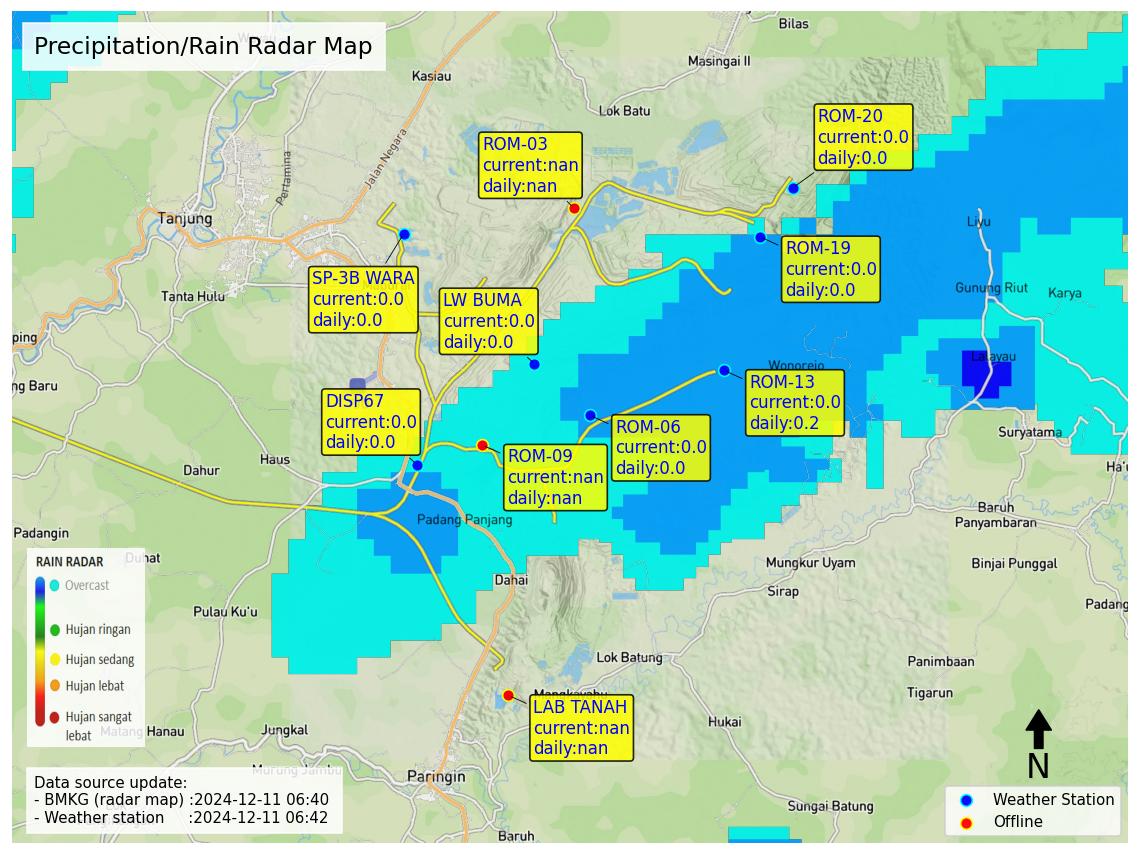 Precipitation/Rain Radar Map
Bilas
Masingai II
Kasiau
Lok Batu
Jalan Negara
Pertamina
Tanjung
ROM-20
current:0.0
daily:0.0
ROM-03
current:nan
daily:nan
Liyu
ROM-19
current:0.0
daily:0.0
SP-3B WARA
current:0.0
daily:0.0
Tanta Hulu
LW BUMA
current:0.0
daily:0.0
Gunung Riut
Karya
ping
Lalayau
Wonorejo
ng Baru
ROM-13
current:0.0
daily:0.2
DISP67
current:0.0
daily:0.0
ROM-06
current:0.0
daily:0.0
Suryatama
ROM-09
current:nan
daily:nan
Haus
Dahur
Ha'u
Baruh
Panyambaran
Padang Panjang
Padangin
Duhat
Mungkur Uyam
Binjai Punggal
Dahai
Sirap
Padang
Pulau Ku'u
RAIN RADAR
Overcast
Hujan ringan
Hujan sedang
Hujan lebat
Hujan sangat
lebat
Lok Batung
Panimbaan
Tigarun
LAB TANAH
current:nan
daily:nan
Hukai
Matang Hanau
Jungkal
Murung Jambu
Paringin
Sungai Batung
Baruh
N
Data source update:
- BMKG (radar map) :2024-12-11 06:40
- Weather station :2024-12-11 06:42
Weather Station
Offline